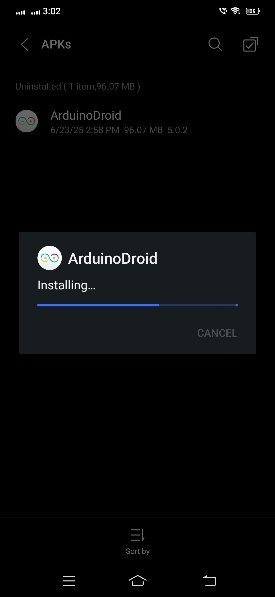 3:02
APKs
Uninstalled ( 1 item,96.07 MB )
ArduinoDroid
6/23/25 2:58 PM 96.07 MB 5.0.2
ArduinoDroid
Installing...
CANCEL
Sort by